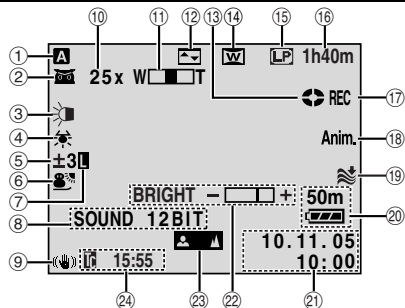 ⑩ ⑪ ⑫ ⑬ ⑭ ⑮ ⑯
① A W LP 1h40m
② 25x W T
⑰ REC
③
④ Anim. ⑱
⑤ ±3 L
⑥ ⑲
⑦ BRIGHT − + 50m
⑧ SOUND 12BIT ⑳
10.11.05
⑨ TC 15:55 10:00
㉔ ㉓ ㉒ ㉑